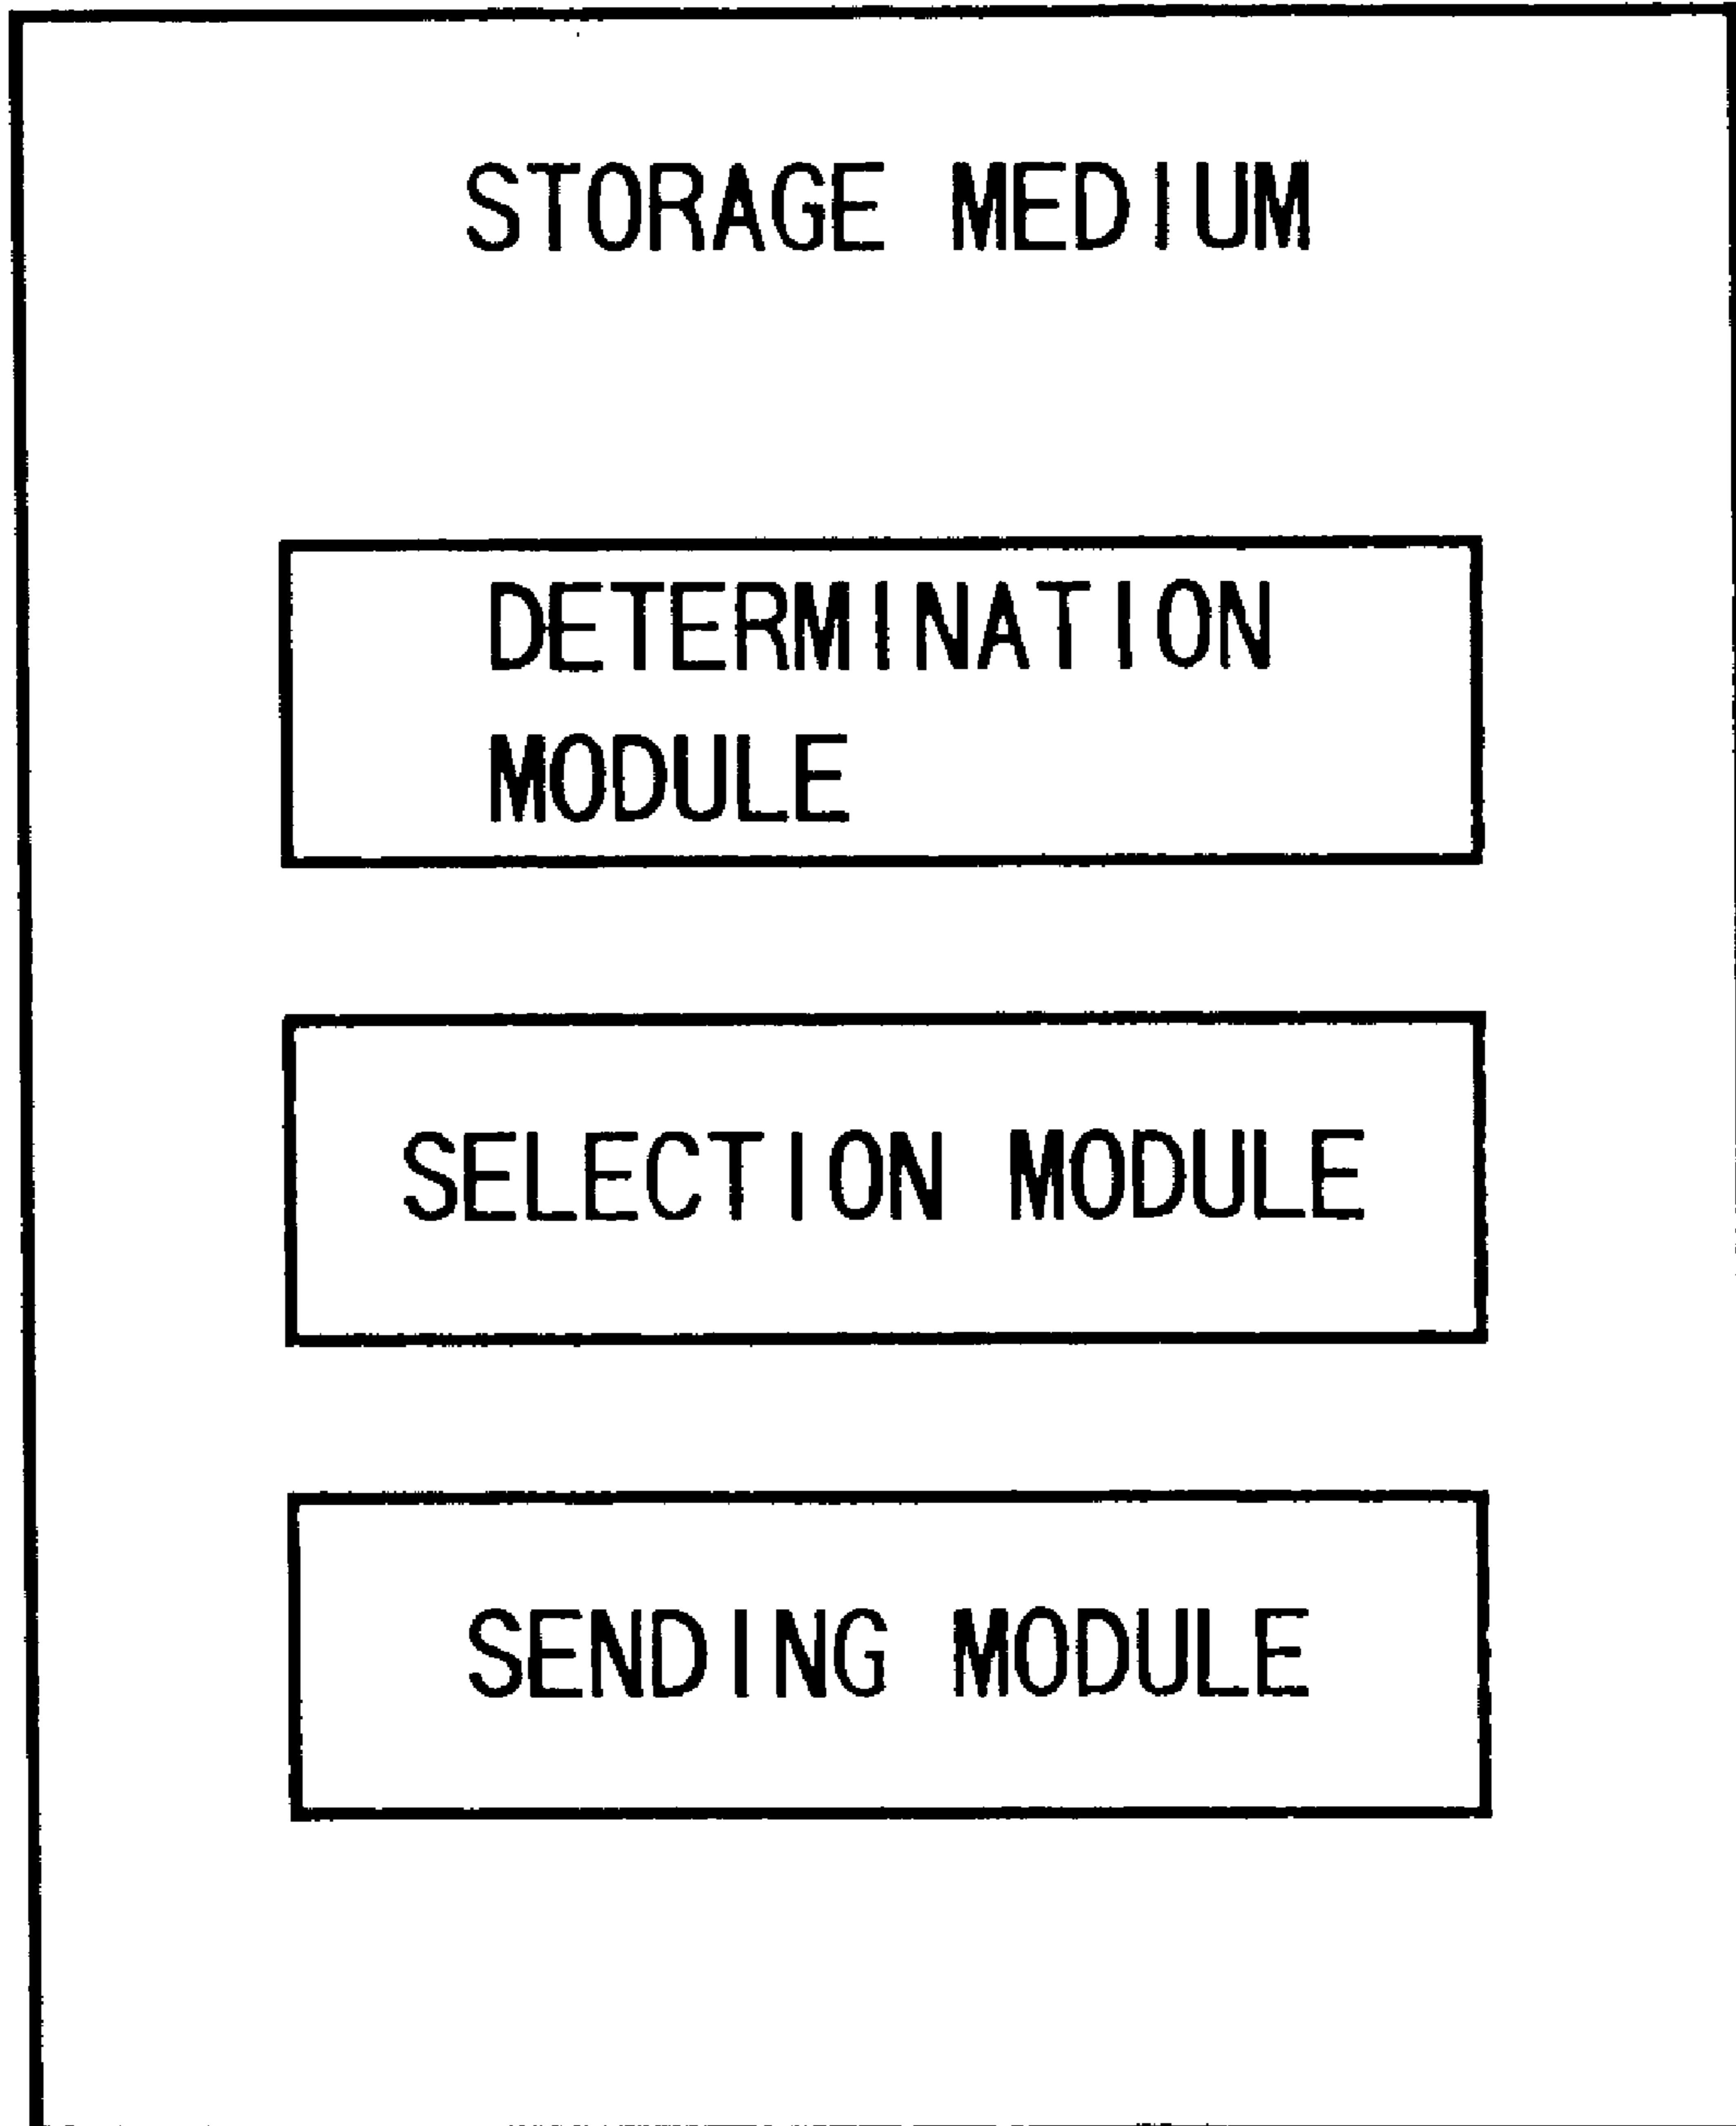 STORAGE MEDIUM
DETERMINATION
MODULE
SELECTION MODULE
SENDING MODULE